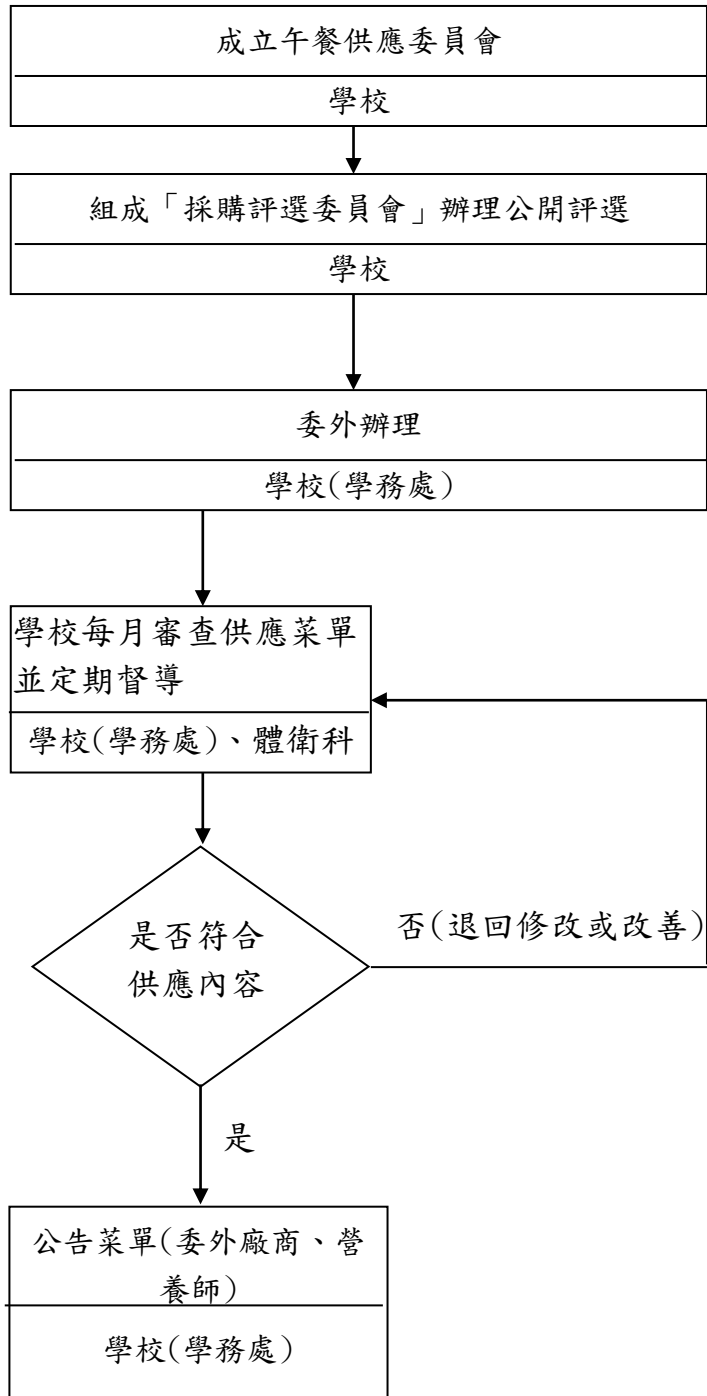 成立午餐供應委員會
學校
組成「採購評選委員會」辦理公開評選
學校
委外辦理
學校(學務處)
學校每月審查供應菜單
並定期督導
學校(學務處)、體衛科
是否符合
供應內容
否(退回修改或改善)
是
公告菜單(委外廠商、營
養師)
學校(學務處)